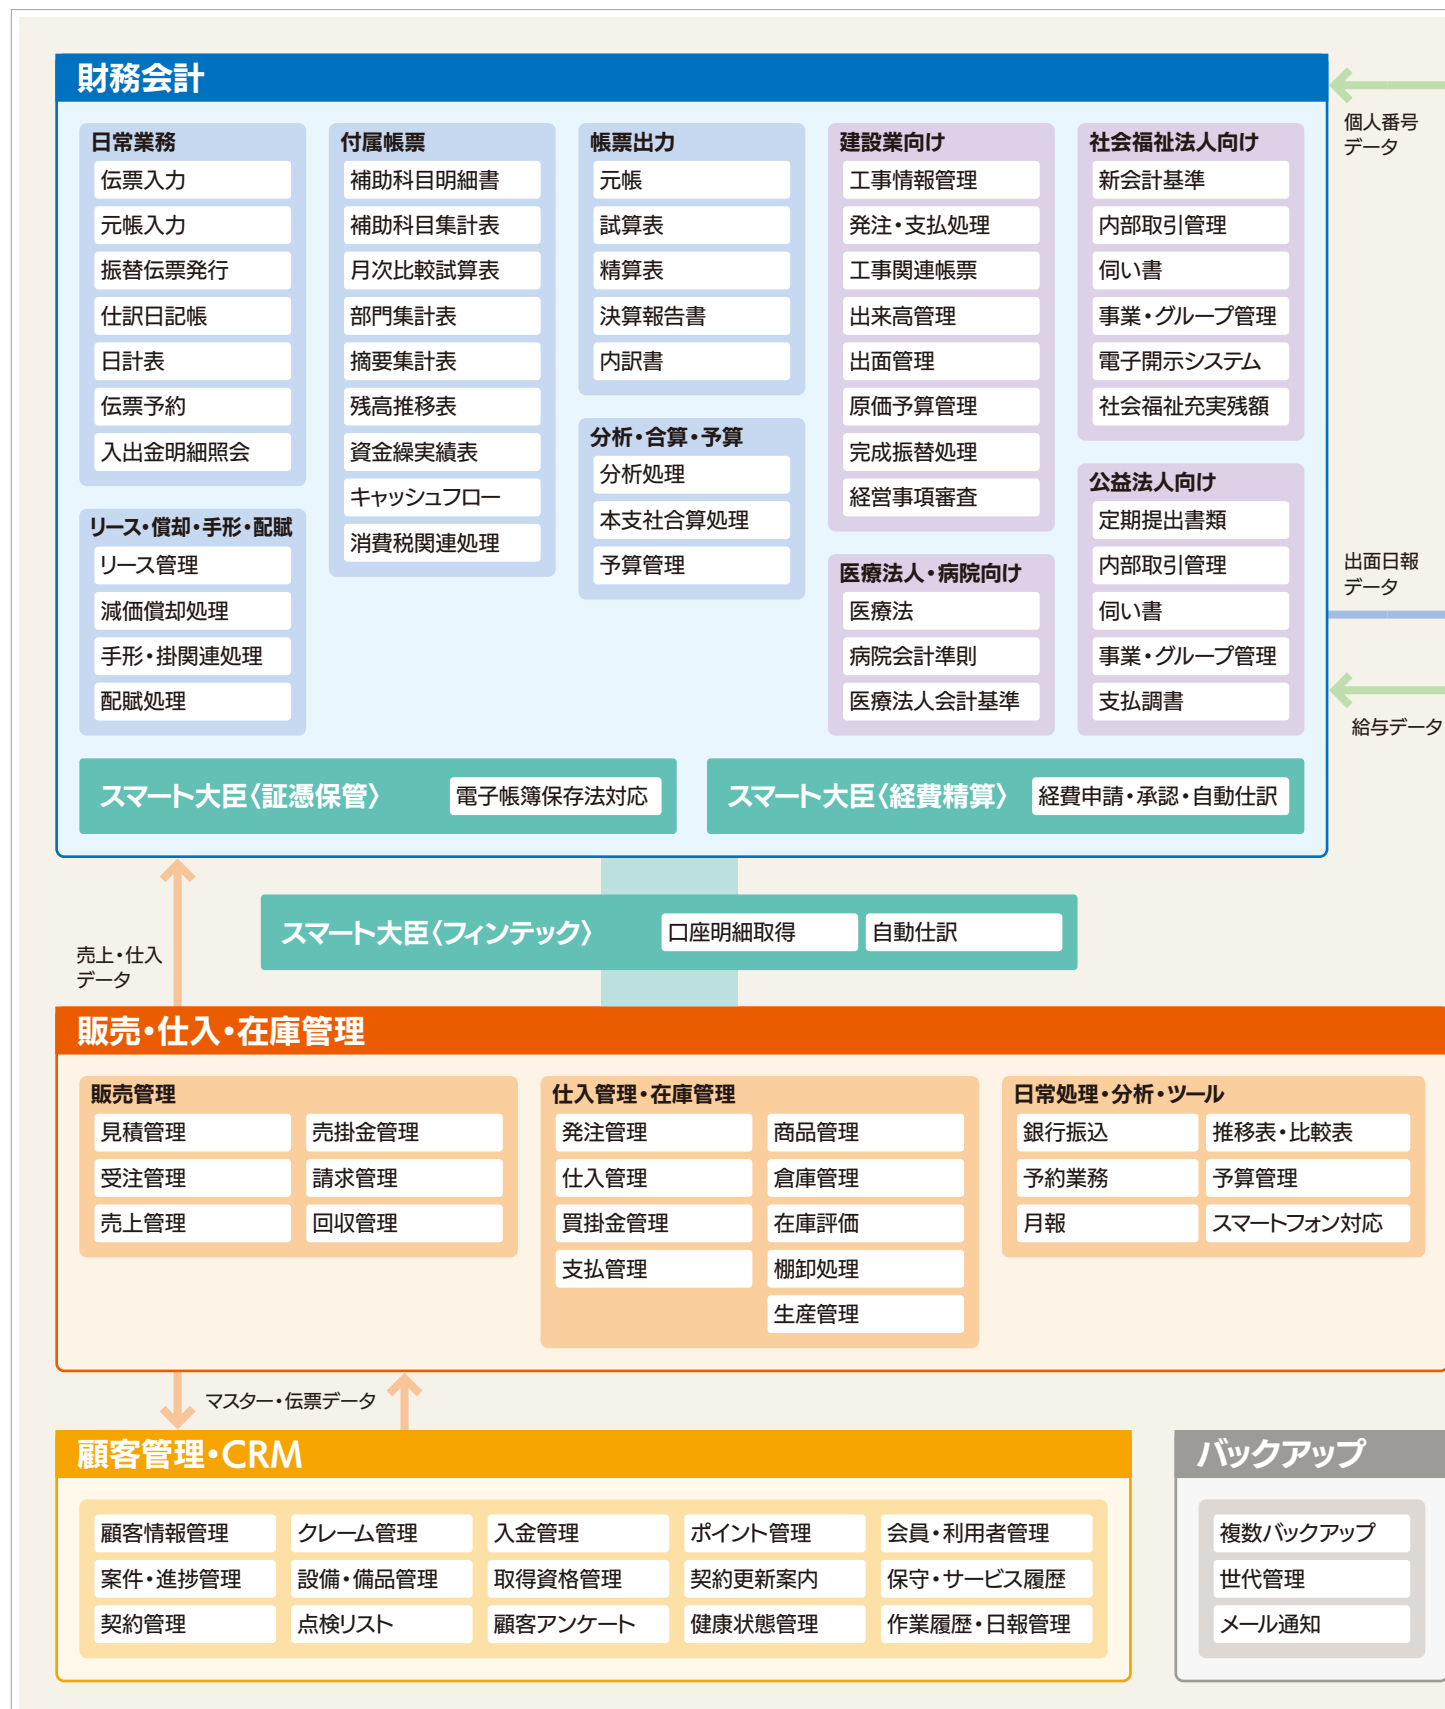 財務会計
日常業務
伝票入力
元帳入力
振替伝票発行
仕訳日記帳
日計表
伝票予約
入出金明細照会
リース・償却・手形・配賦
リース管理
減価償却処理
手形・掛関連処理
配賦処理
付属帳票
補助科目明細書
補助科目集計表
月次比較試算表
部門集計表
摘要集計表
残高推移表
資金繰実績表
キャッシュフロー
消費税関連処理
帳票出力
元帳
試算表
精算表
決算報告書
内訳書
分析・合算・予算
分析処理
本支社合算処理
予算管理
建設業向け
工事情報管理
発注・支払処理
工事関連帳票
出来高管理
出面管理
原価予算管理
完成振替処理
経営事項審査
医療法人・病院向け
医療法
病院会計準則
医療法人会計基準
社会福祉法人向け
新会計基準
内部取引管理
伺い書
事業・グループ管理
電子開示システム
社会福祉充実残額
公益法人向け
定期提出書類
内部取引管理
伺い書
事業・グループ管理
支払調書
個人番号
データ
出面日報
データ
給与データ
スマート大臣〈証憑保管〉
電子帳簿保存法対応
スマート大臣〈経費精算〉
経費申請・承認・自動仕訳
スマート大臣〈フィンテック〉
口座明細取得
自動仕訳
売上・仕入
データ
販売・仕入・在庫管理
販売管理
見積管理
売掛金管理
受注管理
請求管理
売上管理
回収管理
仕入管理・在庫管理
発注管理
商品管理
仕入管理
倉庫管理
買掛金管理
在庫評価
支払管理
棚卸処理
生産管理
日常処理・分析・ツール
銀行振込
推移表・比較表
予約業務
予算管理
月報
スマートフォン対応
マスター・伝票データ
顧客管理・CRM
顧客情報管理
クレーム管理
入金管理
ポイント管理
会員・利用者管理
案件・進捗管理
設備・備品管理
取得資格管理
契約更新案内
保守・サービス履歴
契約管理
点検リスト
顧客アンケート
健康状態管理
作業履歴・日報管理
バックアップ
複数バックアップ
世代管理
メール通知